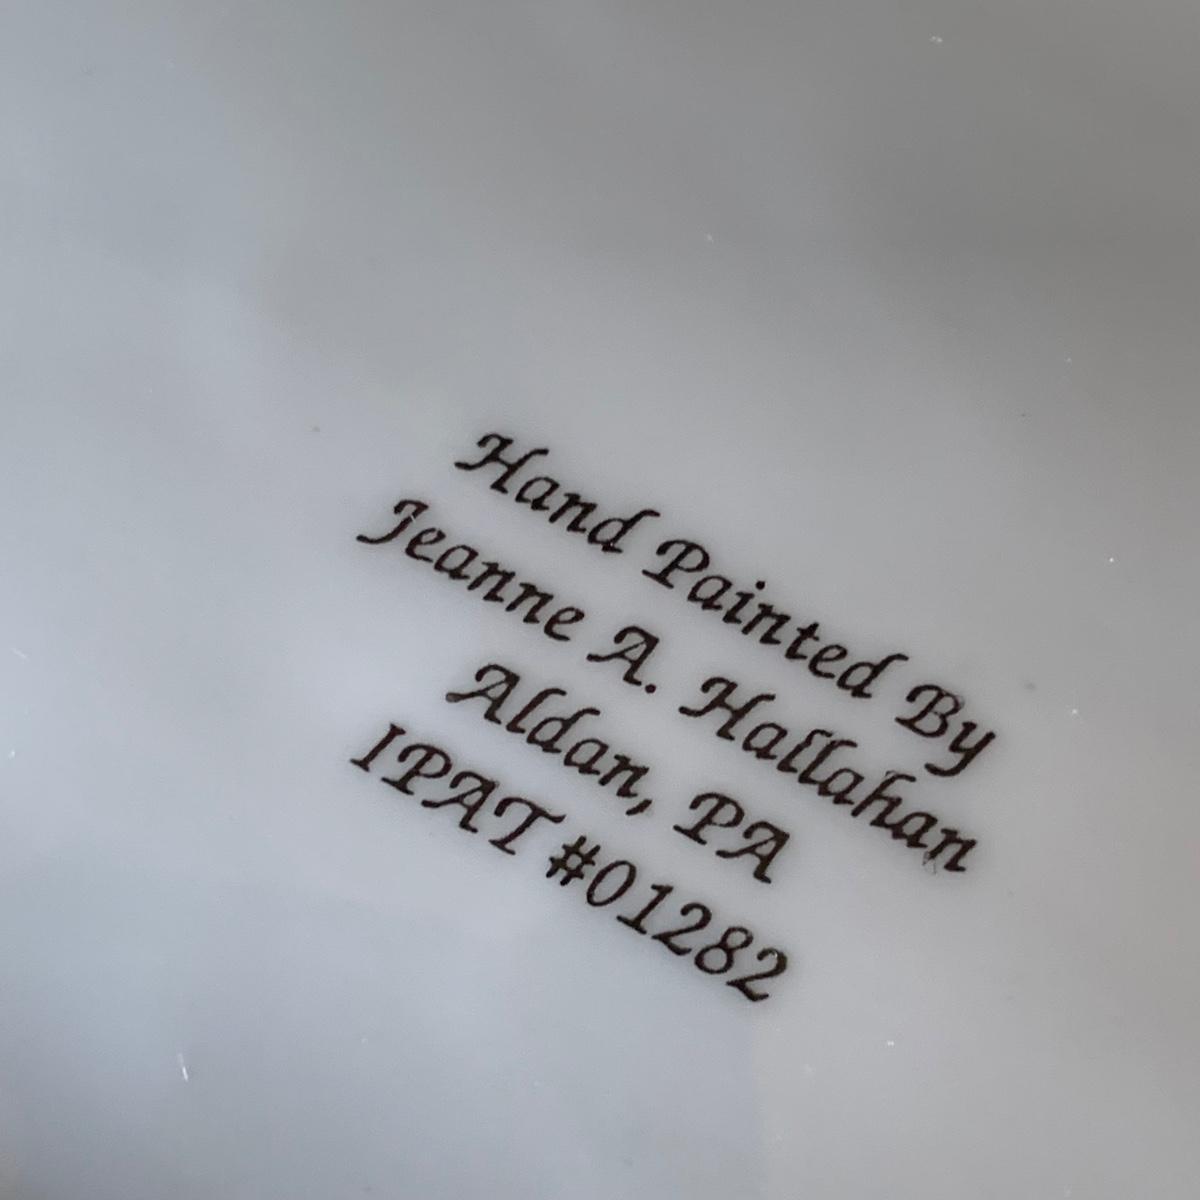 Hand Painted By
Jeanne A. Hallahan
Aldan, PA
IPAT #01282